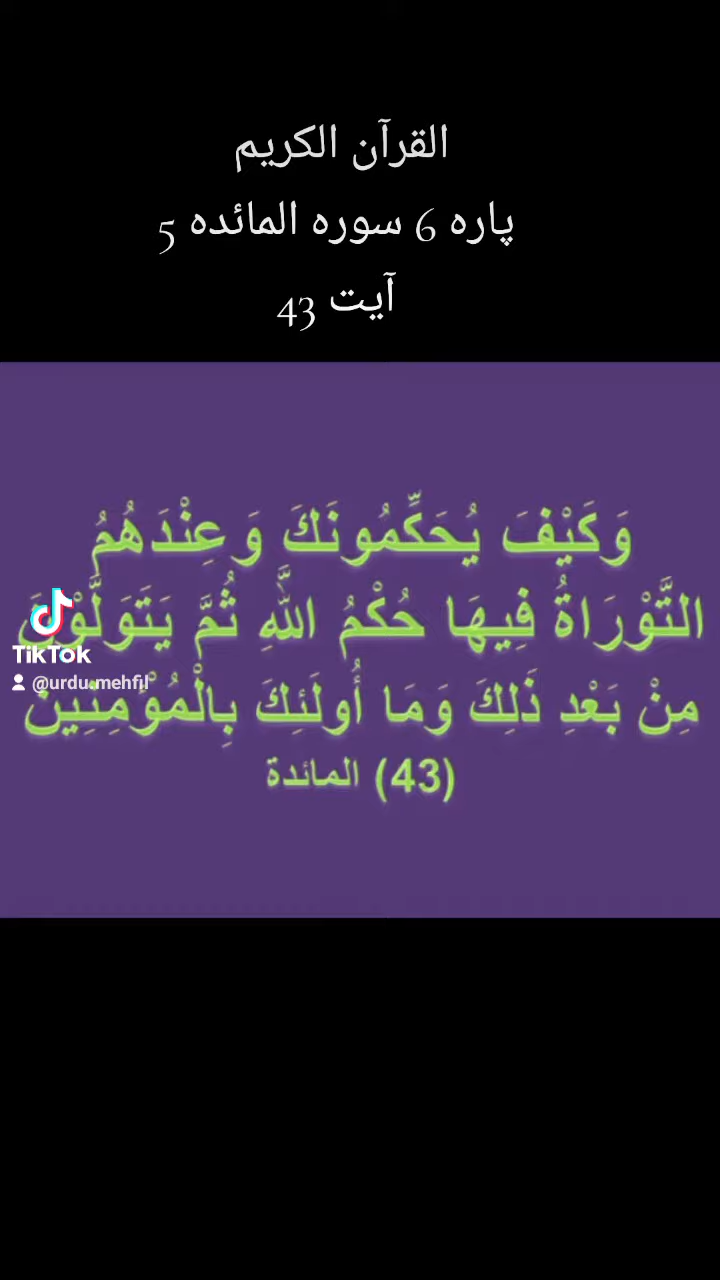 القرآن الكريم
پاره 6 سوره المائده 5
آيت 43
وَكَيْفَ يُحَكِّمُونَكَ وَعِنْدَهُمُ
التَّوْرَاةُ فِيهَا حُكْمُ اللَّهِ ثُمَّ يَتَوَلَّوْنَ
مِنْ بَعْدِ ذَلِكَ وَمَا أُولَئِكَ بِالْمُؤْمِنِينَ
(43) المائدة
TikTok
@urdu.mehfil